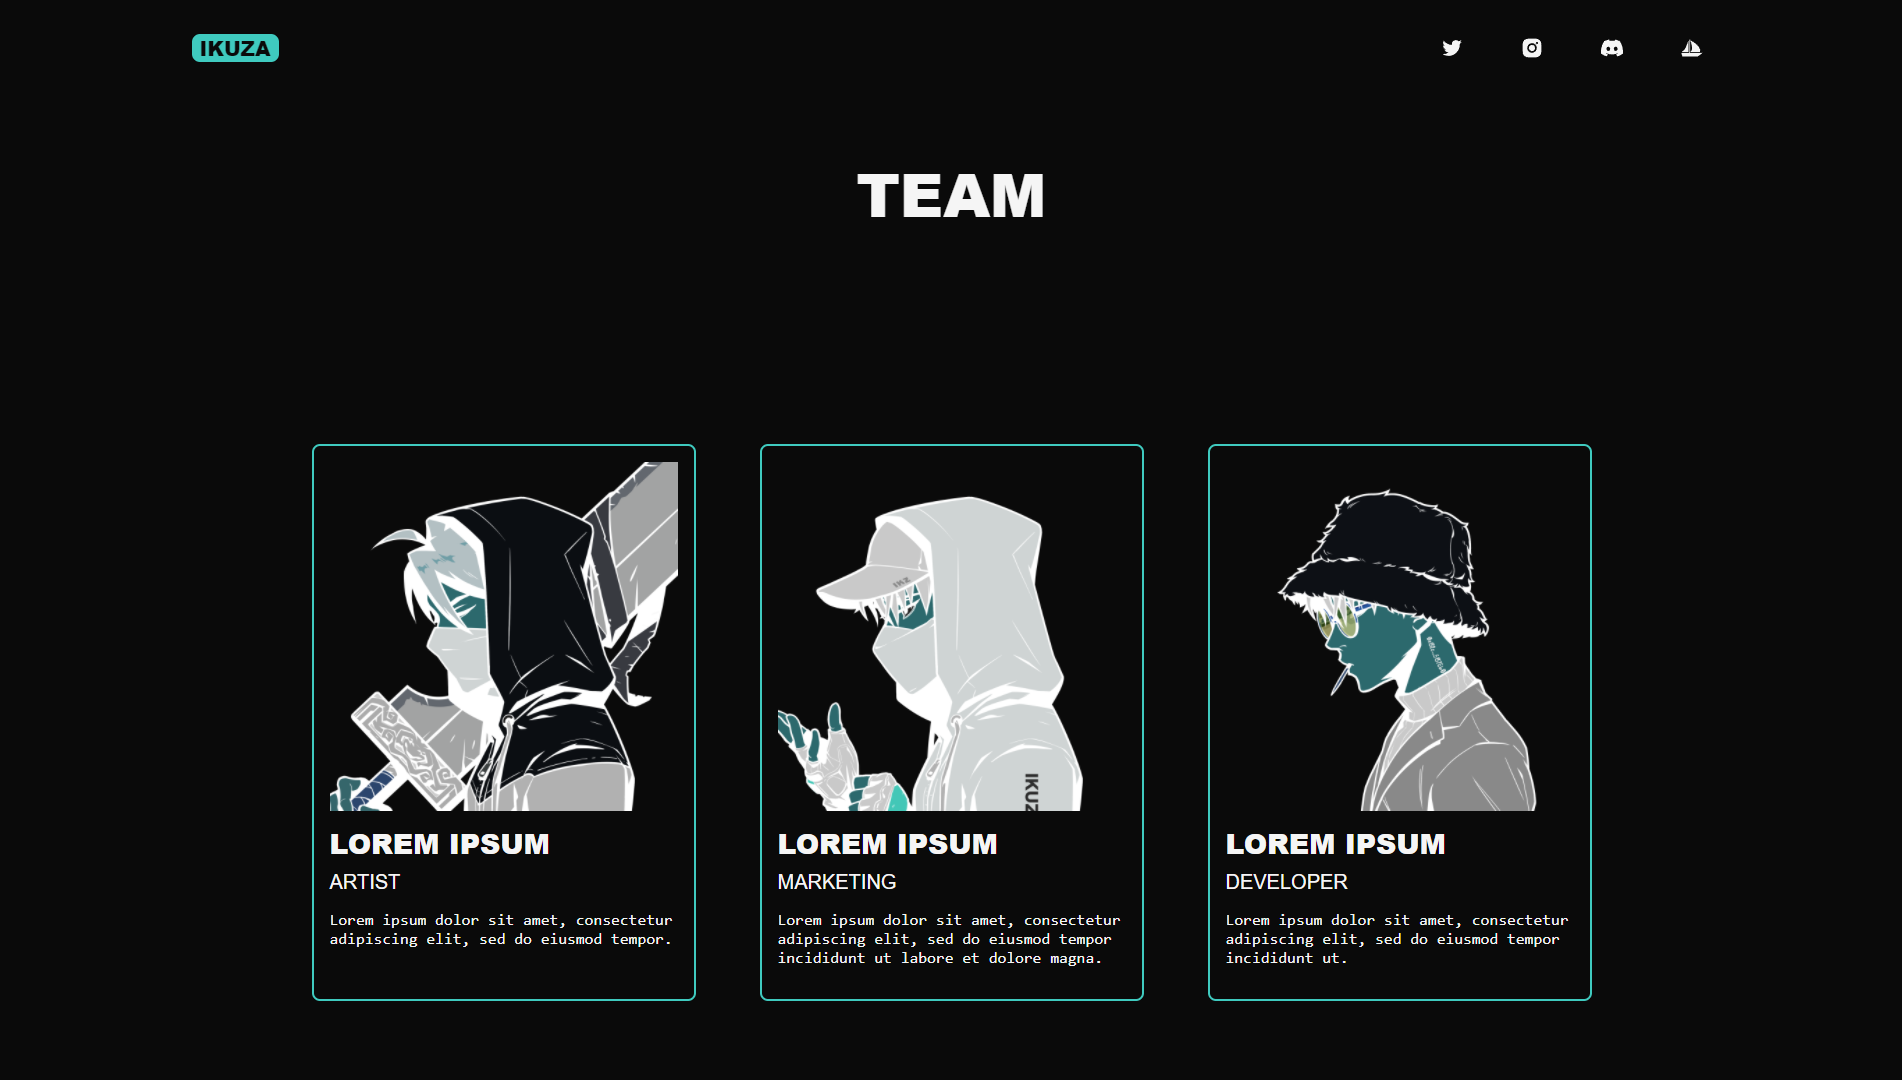 IKUZA
TEAM
IKZ
IKUZ
LOREM IPSUM
ARTIST
Lorem ipsum dolor sit amet, consectetur
adipiscing elit, sed do eiusmod tempor.
LOREM IPSUM
MARKETING
Lorem ipsum dolor sit amet, consectetur
adipiscing elit, sed do eiusmod tempor
incididunt ut labore et dolore magna.
LOREM IPSUM
DEVELOPER
Lorem ipsum dolor sit amet, consectetur
adipiscing elit, sed do eiusmod tempor
incididunt ut.